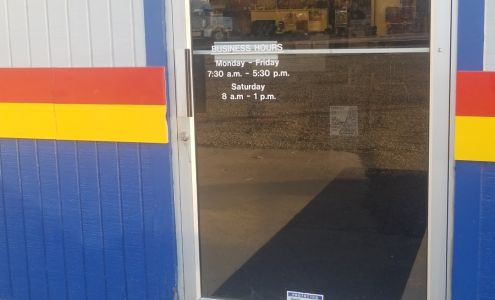 BUSINESS HOURS
Monday - Friday
7:30 a.m. - 5:30 p.m.
Saturday
8 a.m - 1 p.m.